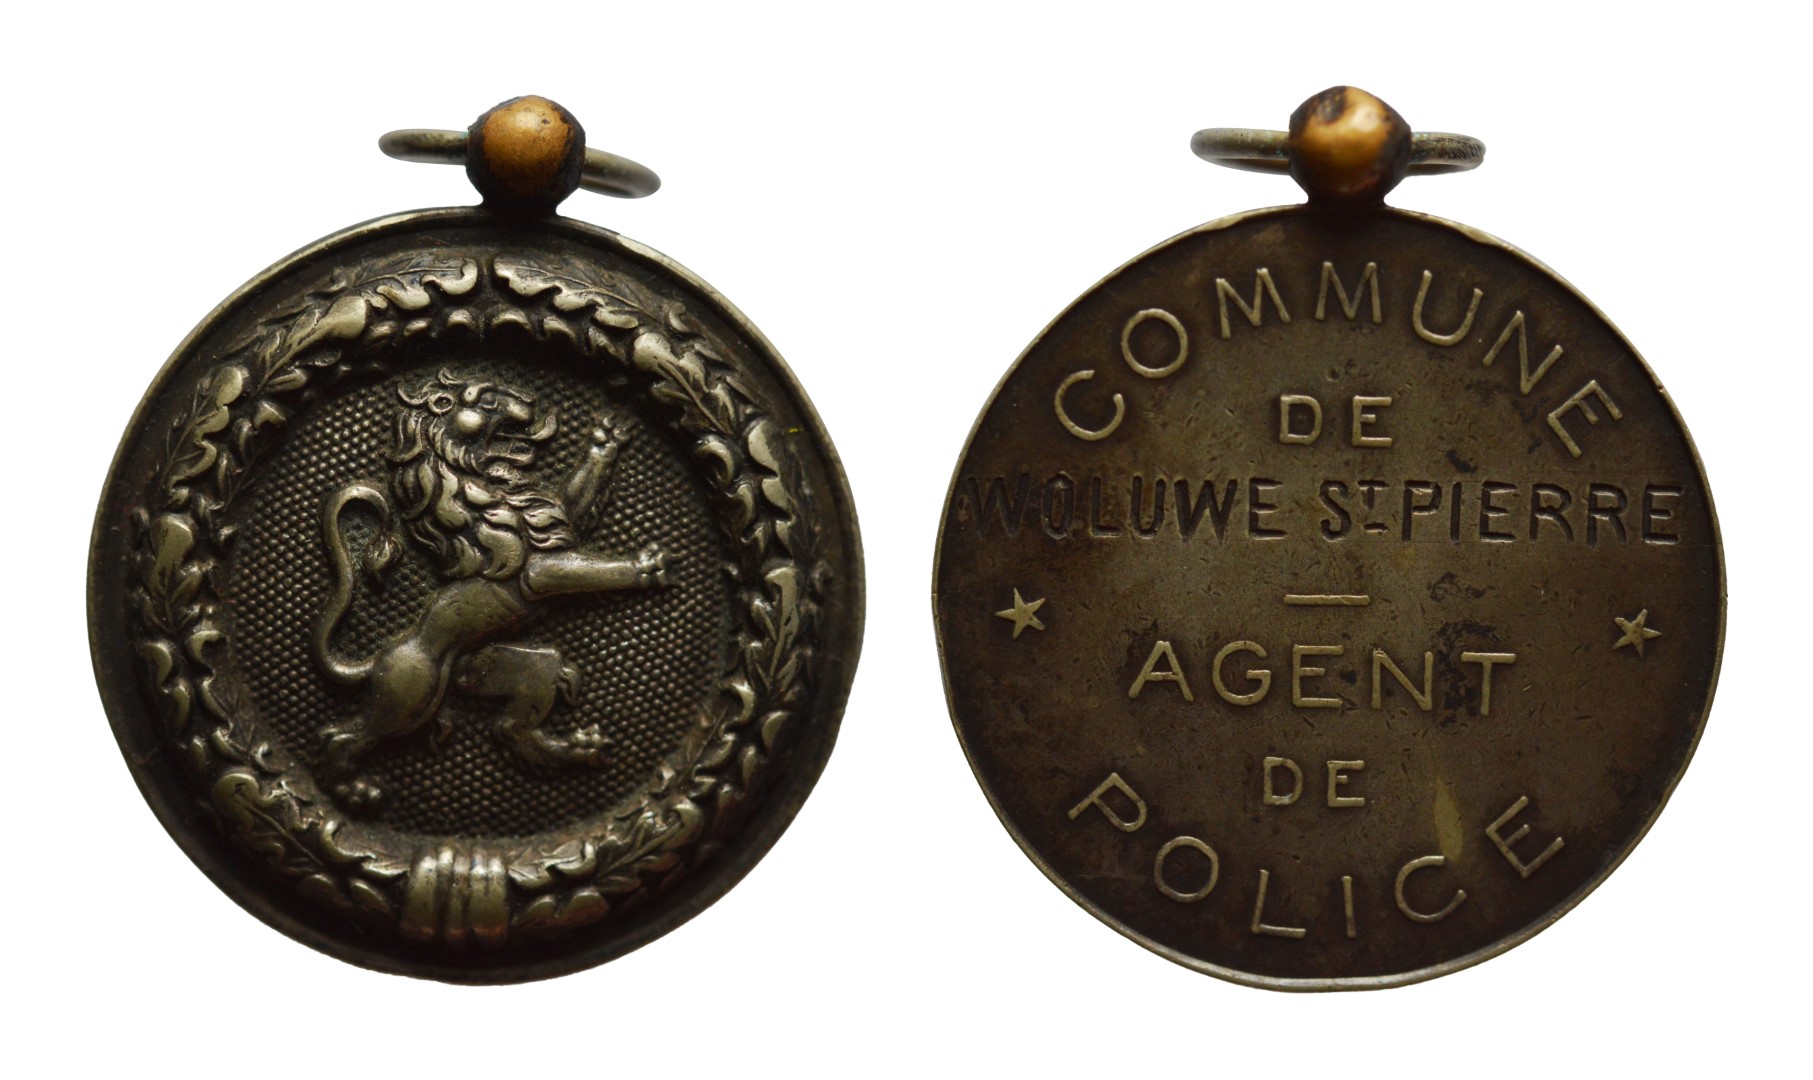 COMMUNE
DE
WOLUWE ST PIERRE
AGENT
DE
POLICE